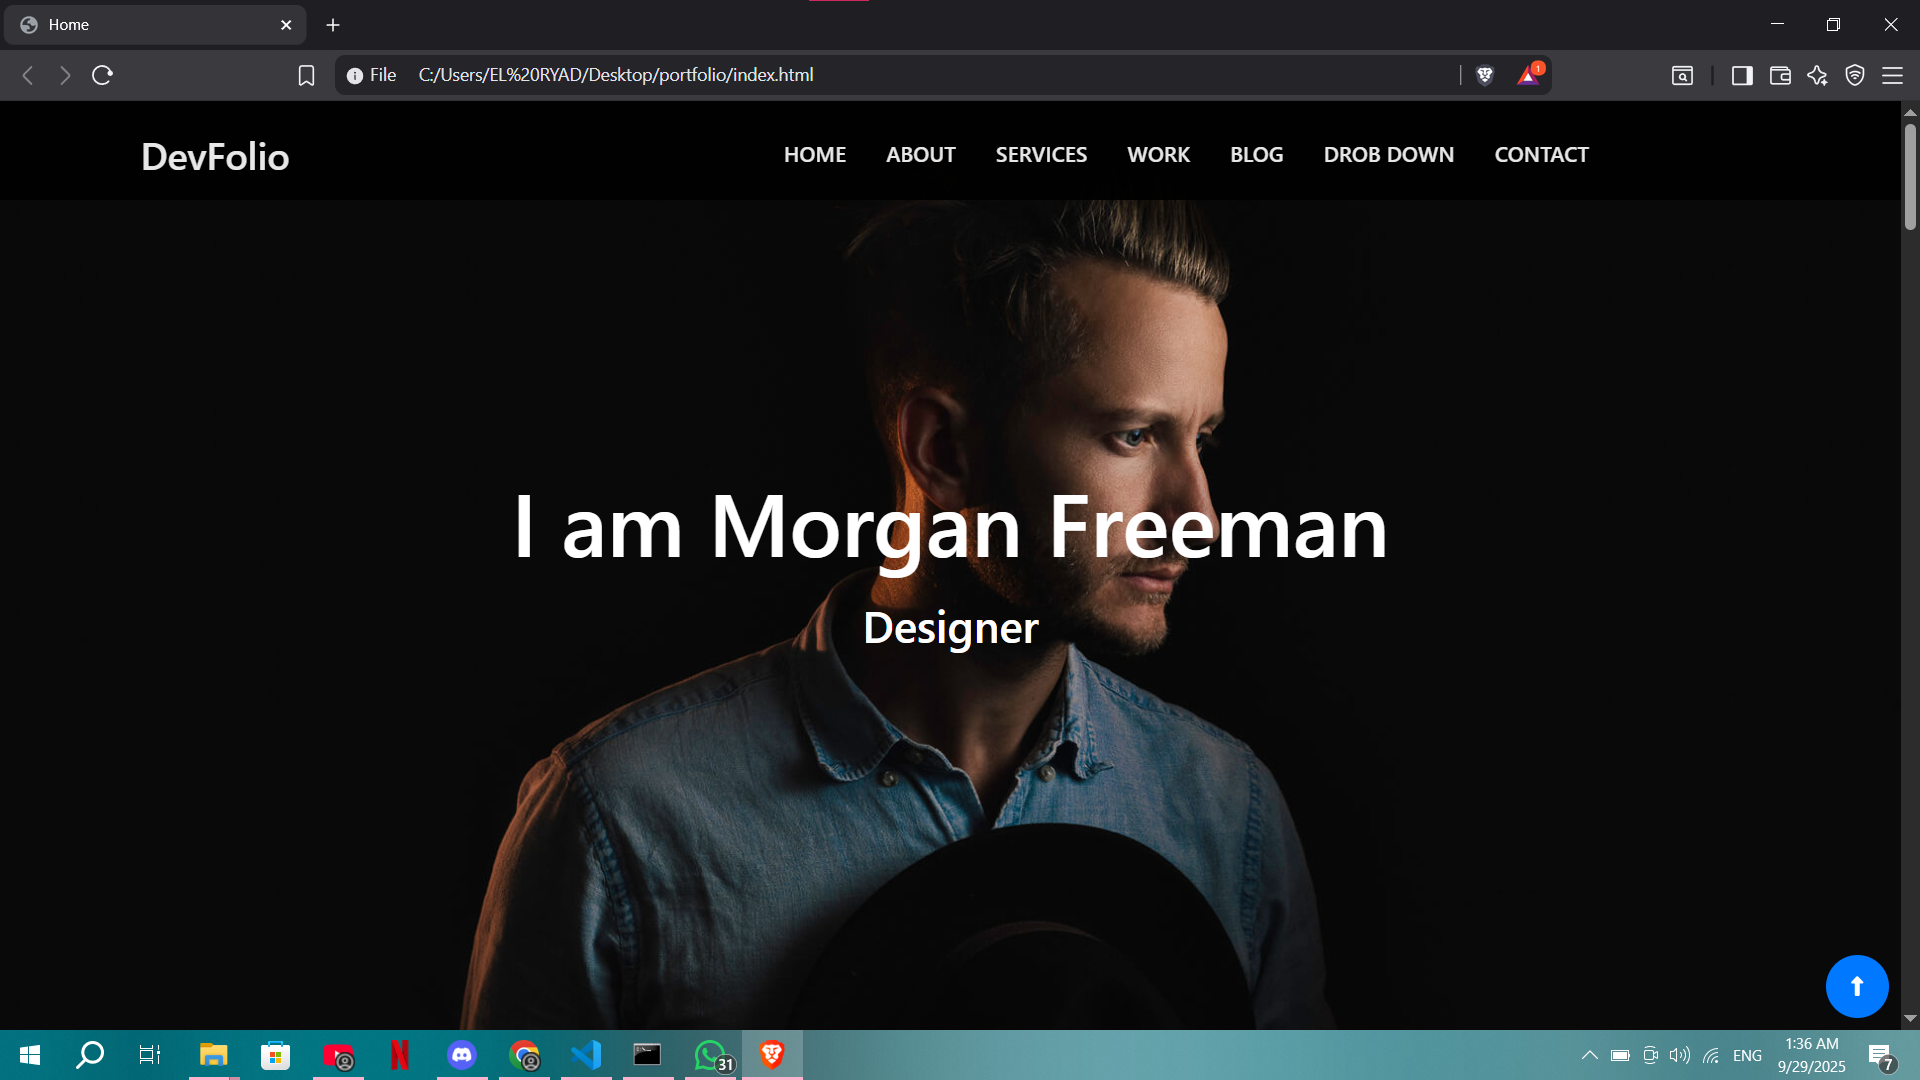 Home
File C:/Users/EL%20RYAD/Desktop/portfolio/index.html
1
DevFolio
HOME ABOUT SERVICES WORK BLOG DROB DOWN CONTACT
I am Morgan Freeman
Designer
31
ENG
1:36 AM
9/29/2025
7